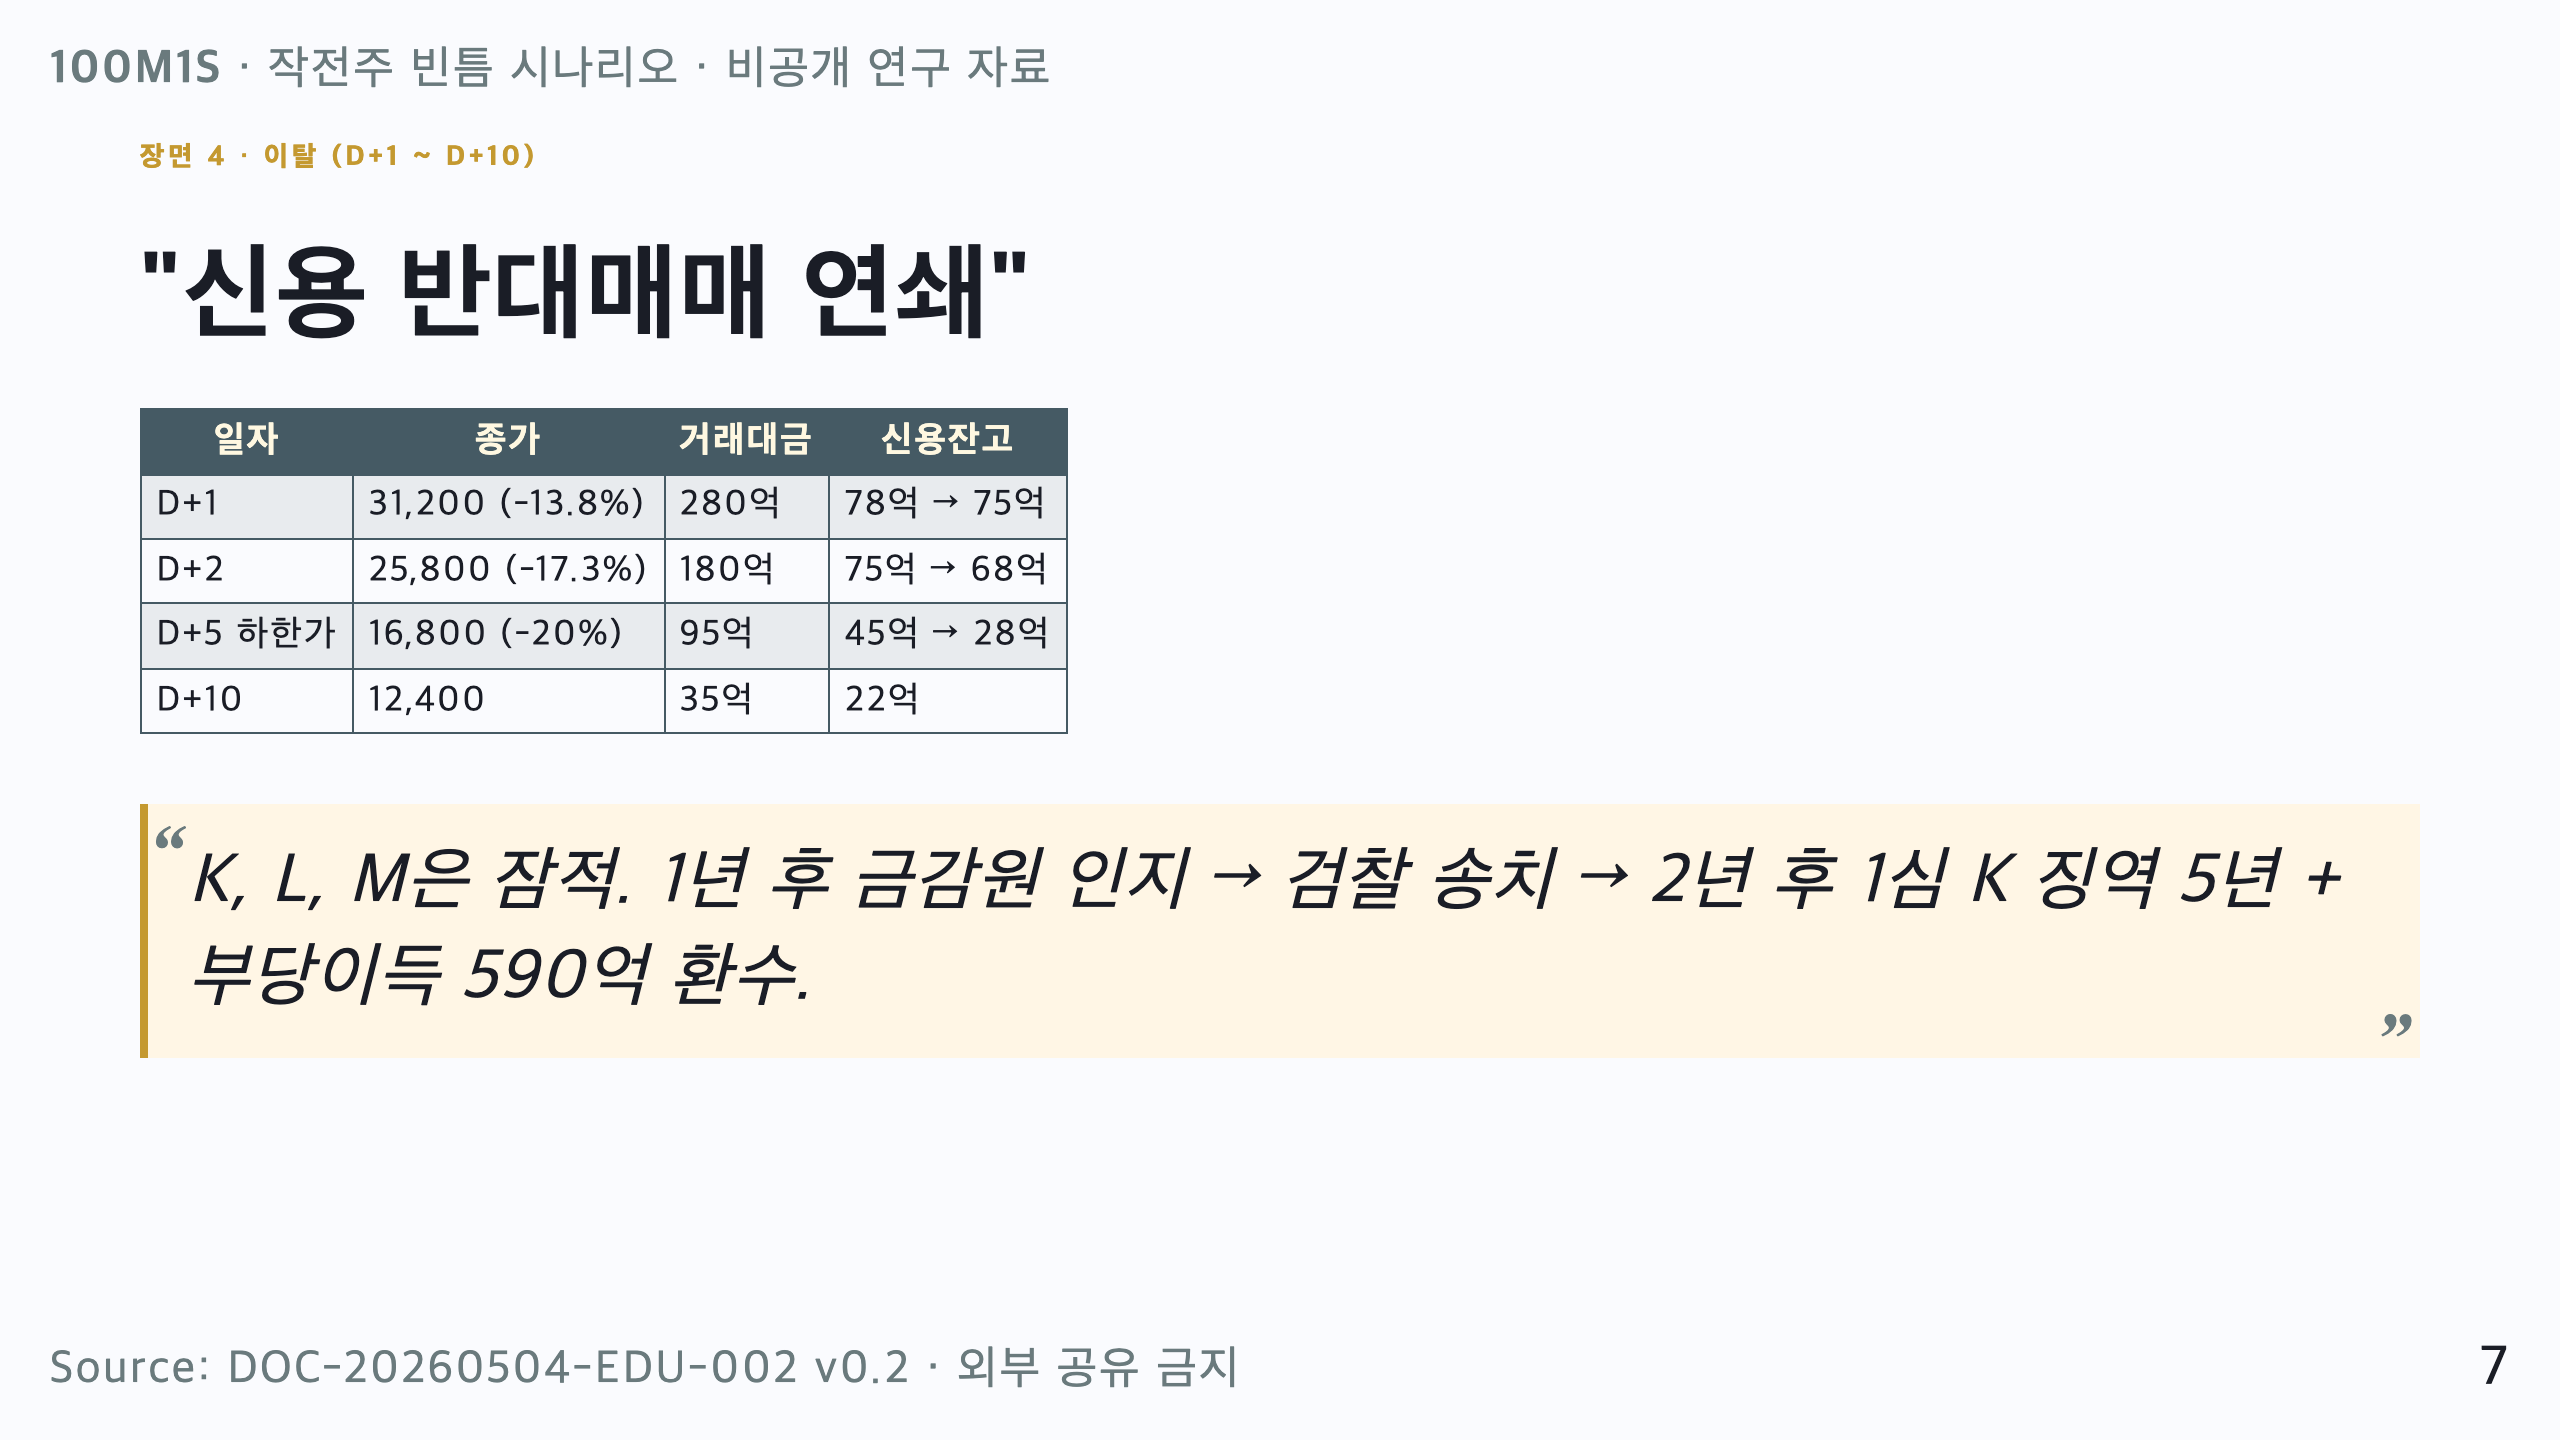 100M1S · 작전주 빈틈 시나리오 · 비공개 연구 자료
장면 4 · 이탈 (D+1 ~ D+10)
"신용 반대매매 연쇄"
일자 종가 거래대금 신용잔고
D+1 31,200 (-13.8%) 280억 78억 → 75억
D+2 25,800 (-17.3%) 180억 75억 → 68억
D+5 하한가 16,800 (-20%) 95억 45억 → 28억
D+10 12,400 35억 22억
“K, L, M은 잠적. 1년 후 금감원 인지 → 검찰 송치 → 2년 후 1심 K 징역 5년 +
부당이득 590억 환수.”
Source: DOC-20260504-EDU-002 v0.2 · 외부 공유 금지
7